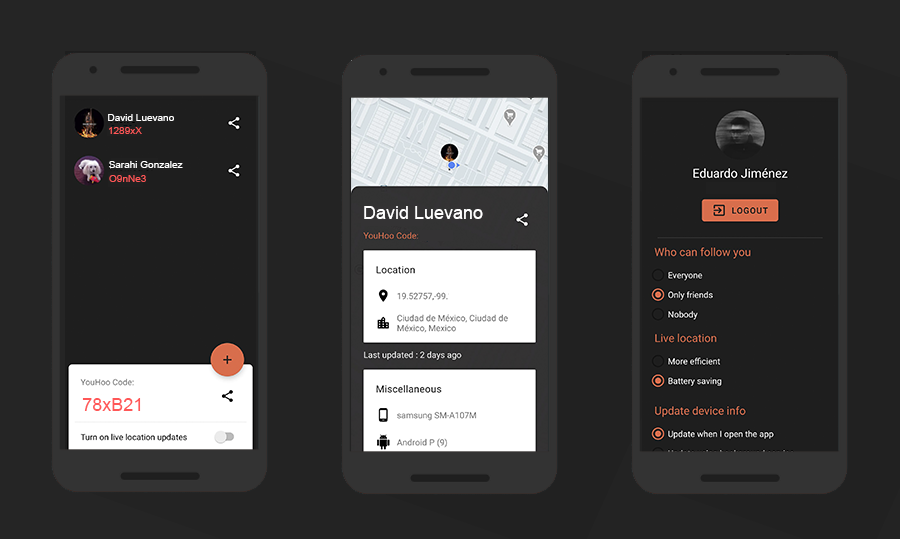 David Luevano
1289xX
Sarahi Gonzalez
O9nNe3
YouHoo Code:
78xB21
Turn on live location updates
David Luevano
YouHoo Code:
Location
19.52757,-99.
Ciudad de México, Ciudad de
México, Mexico
Last updated : 2 days ago
Miscellaneous
samsung SM-A107M
Android P (9)
Eduardo Jiménez
LOGOUT
Who can follow you
Everyone
Only friends
Nobody
Live location
More efficient
Battery saving
Update device info
Update when I open the app